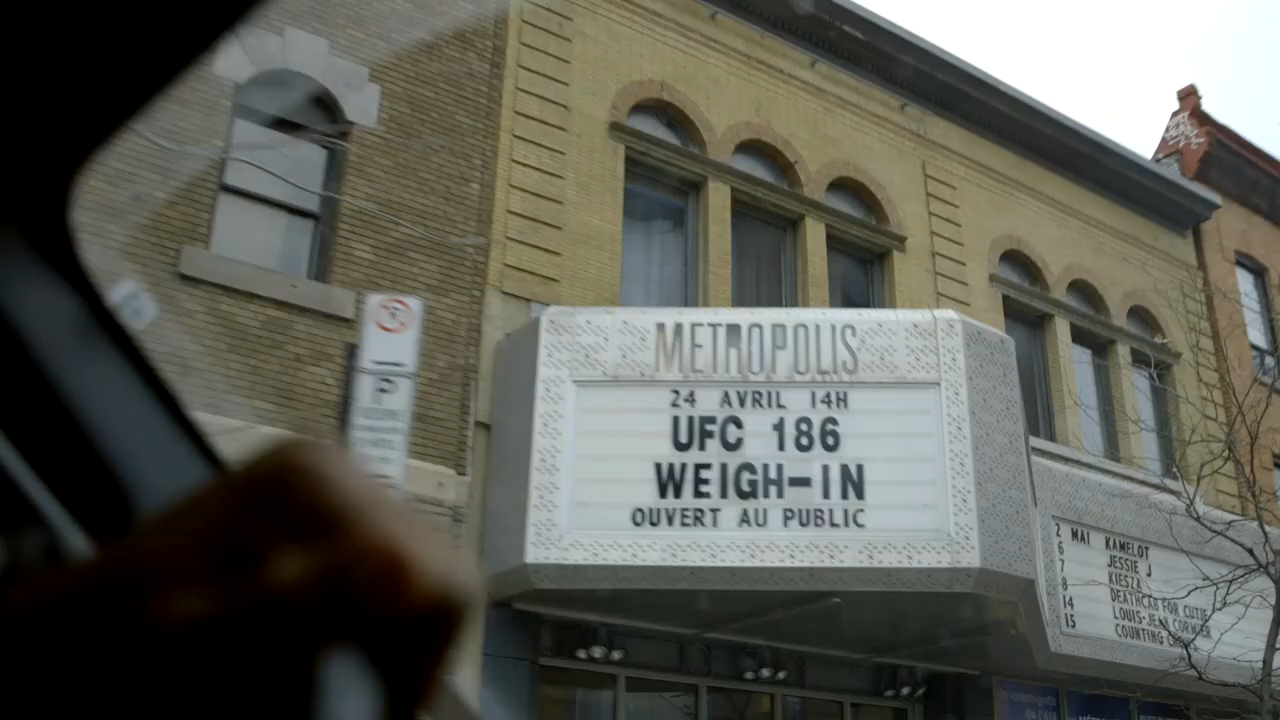 METROPOLIS
24 AVRIL 14H
UFC 186
WEIGH-IN
OUVERT AU PUBLIC
P
2 MAI KAMELOT
6 JESSIE J
7 KIESZA
8 DEATHCAB FOR CUTIE
14 LOUIS-JEAN CORMIER
15 COUNTING